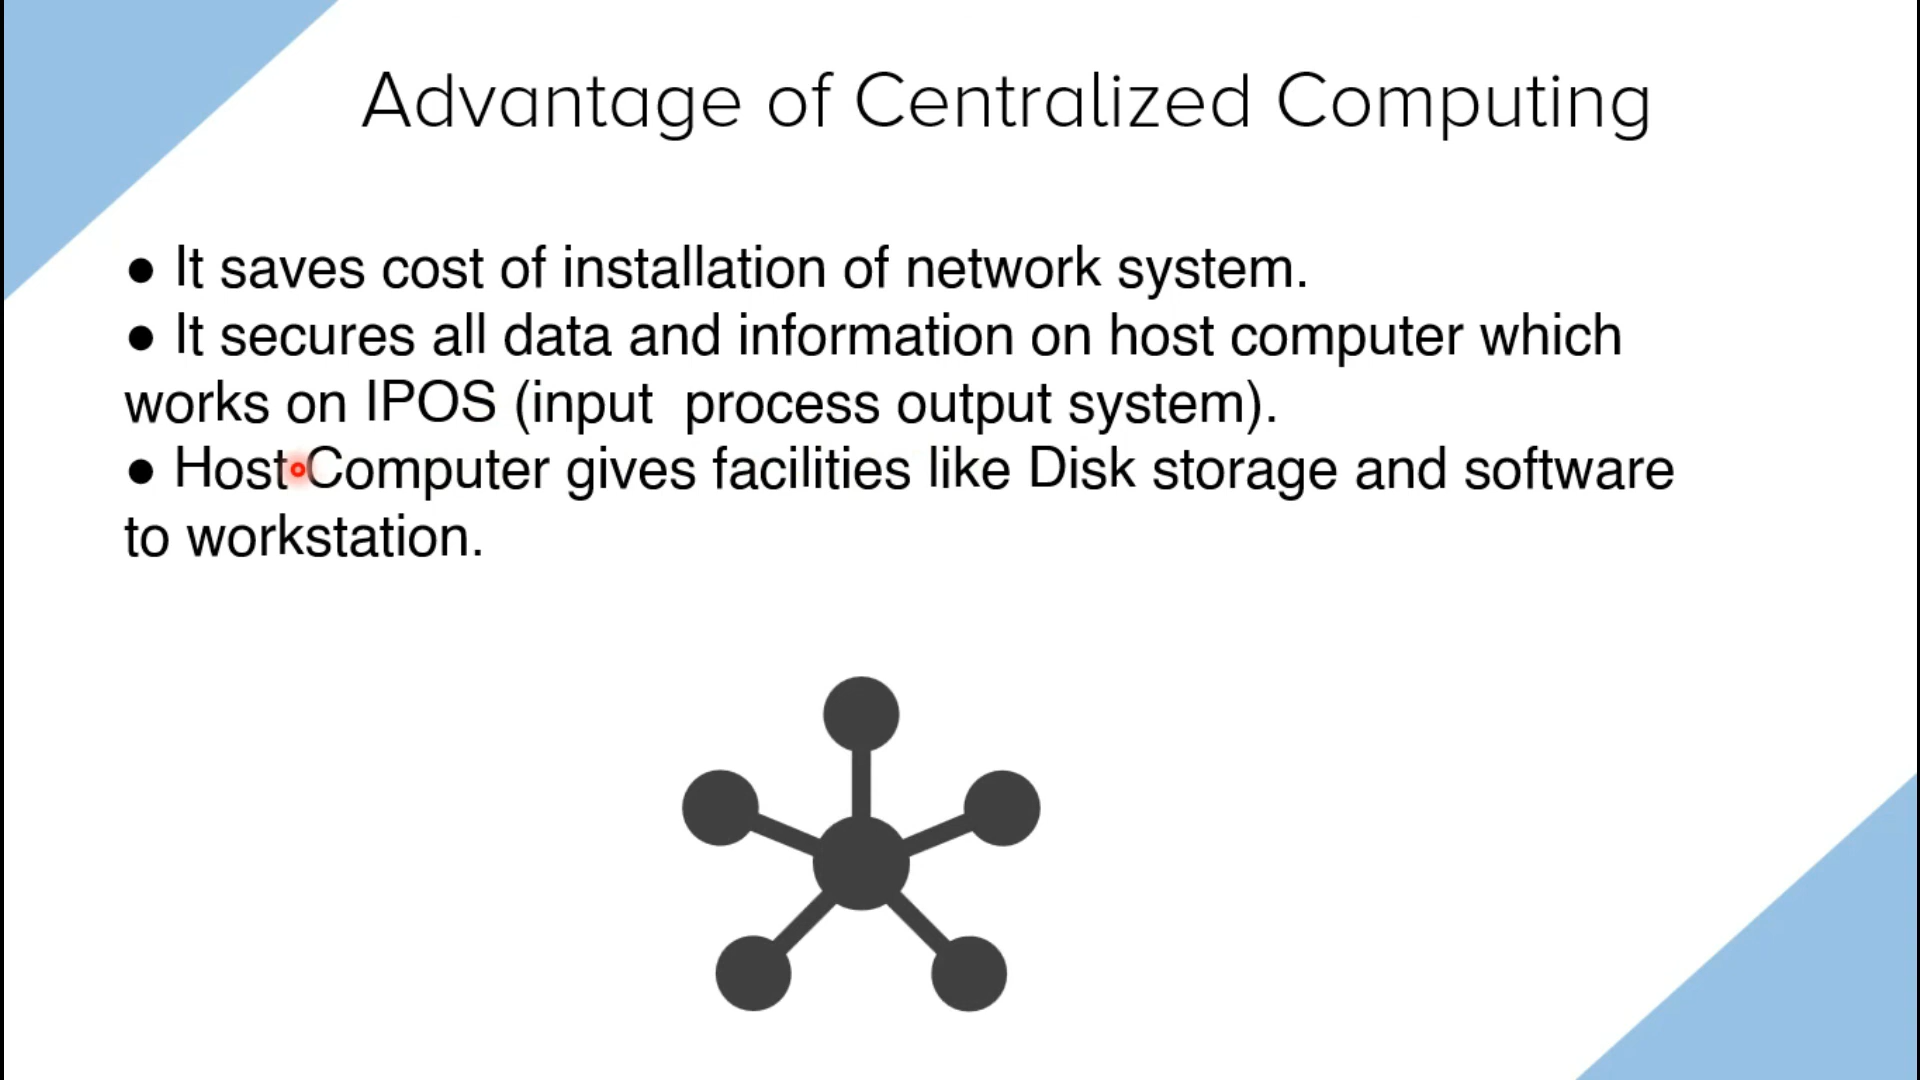 Advantage of Centralized Computing
● It saves cost of installation of network system.
● It secures all data and information on host computer which
works on IPOS (input  process output system).
● Host Computer gives facilities like Disk storage and software
to workstation.